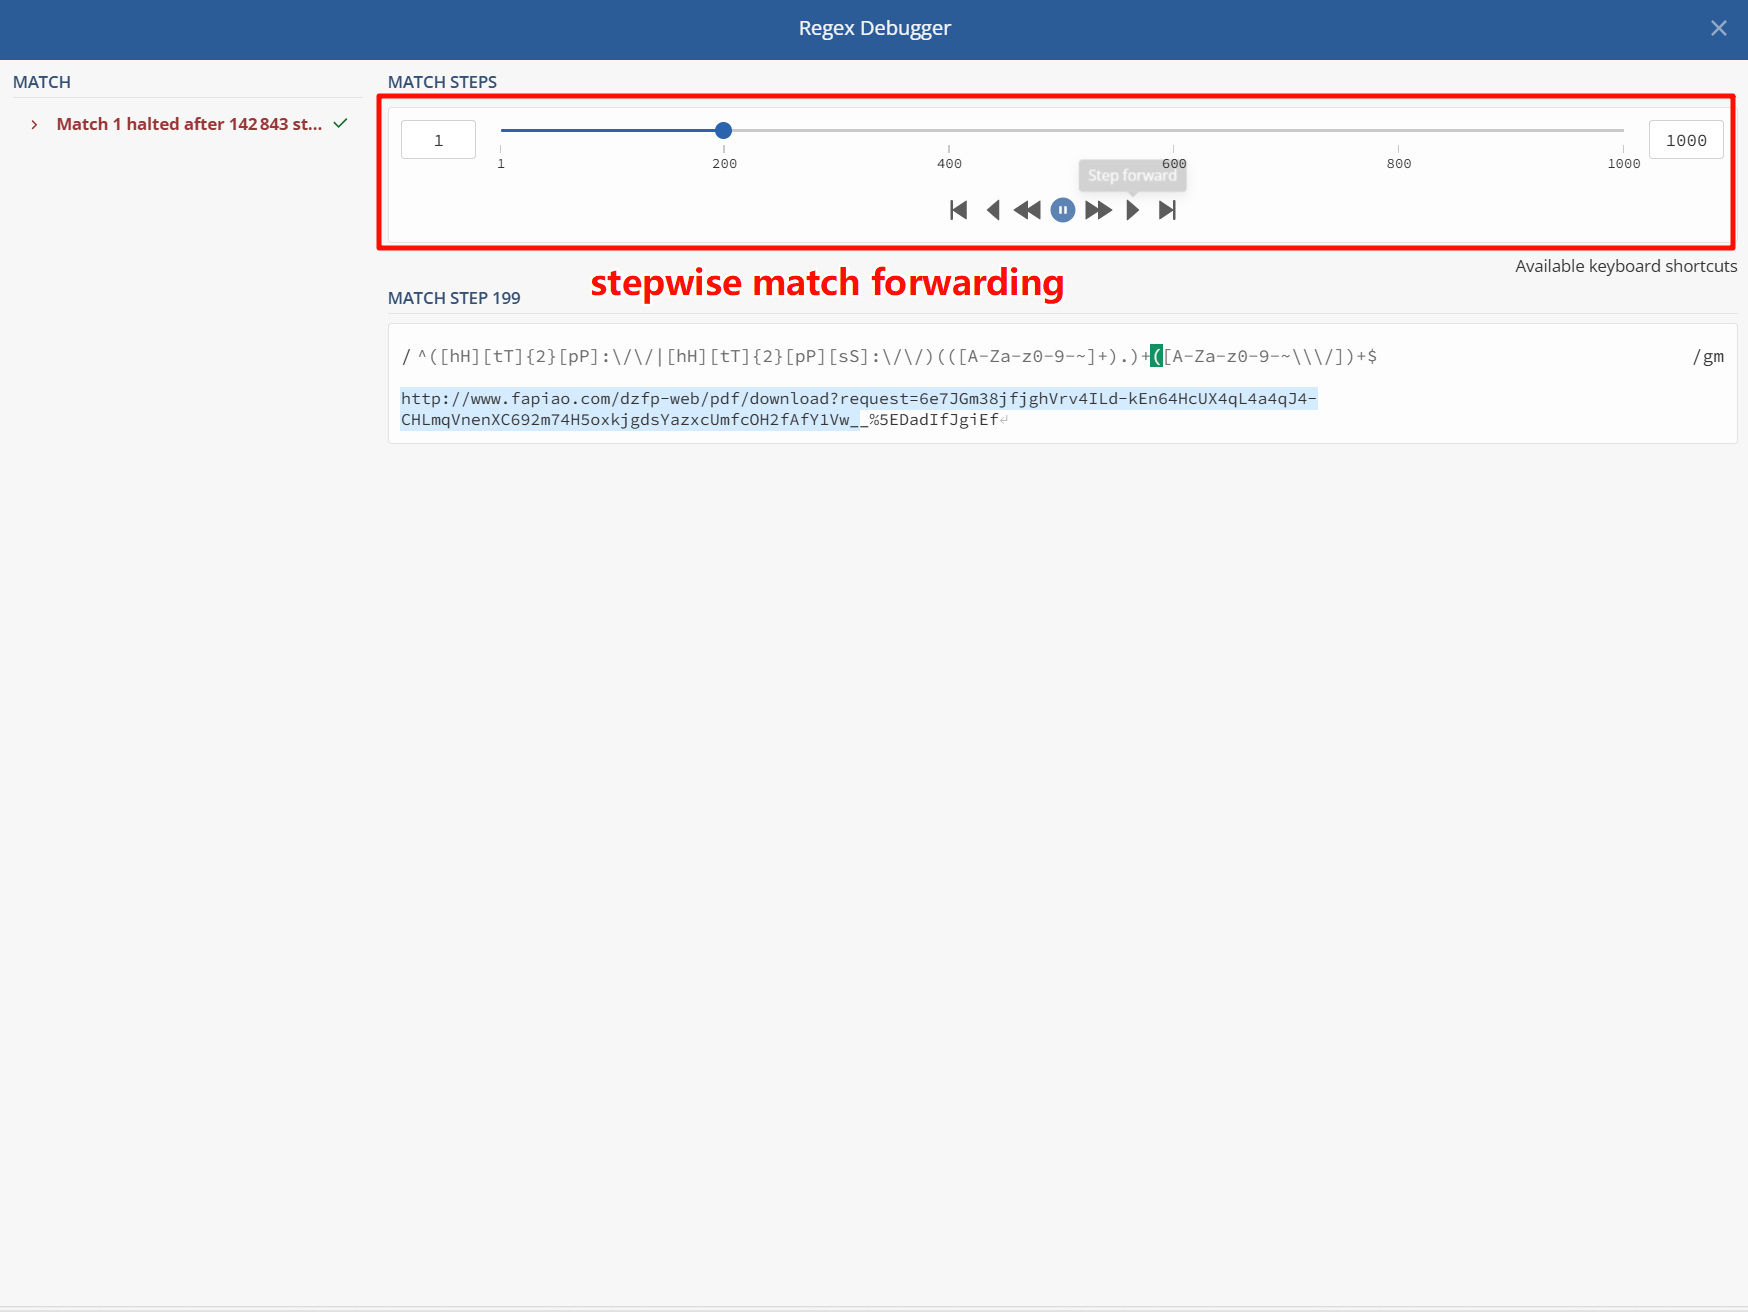 Regex Debugger
MATCH
Match 1 halted after 142 843 st...
MATCH STEPS
1
1000
1 200 400 600 800 1000
Step forward
Available keyboard shortcuts
stepwise match forwarding
MATCH STEP 199
/ ^([hH][tT]{2}[pP]:\/\/|[hH][tT]{2}[pP][sS]:\/\/)(([A-Za-z0-9-~]+).)+([A-Za-z0-9-~\\\/])+$ /gm
http://www.fapiao.com/dzfp-web/pdf/download?request=6e7JGm38jfjghVrv4ILd-kEn64HcUX4qL4a4qJ4-
CHLmqVnenXC692m74H5oxkjgdsYazxcUmfcOH2fAfY1Vw__%5EDadIfJgiEf↵